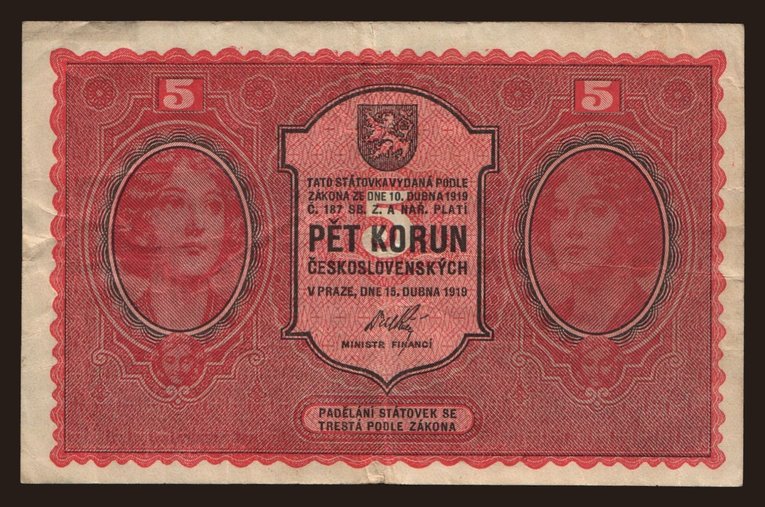 5
5
TATO STÁTOVKA VYDANÁ PODLE
ZÁKONA ZE DNE 10. DUBNA 1919
Č. 187 SB. Z. A NAŘ. PLATÍ
5
PĚT KORUN
ČESKOSLOVENSKÝCH
V PRAZE, DNE 15. DUBNA 1919
MINISTR FINANCÍ
PADĚLÁNÍ STÁTOVEK SE
TRESTÁ PODLE ZÁKONA